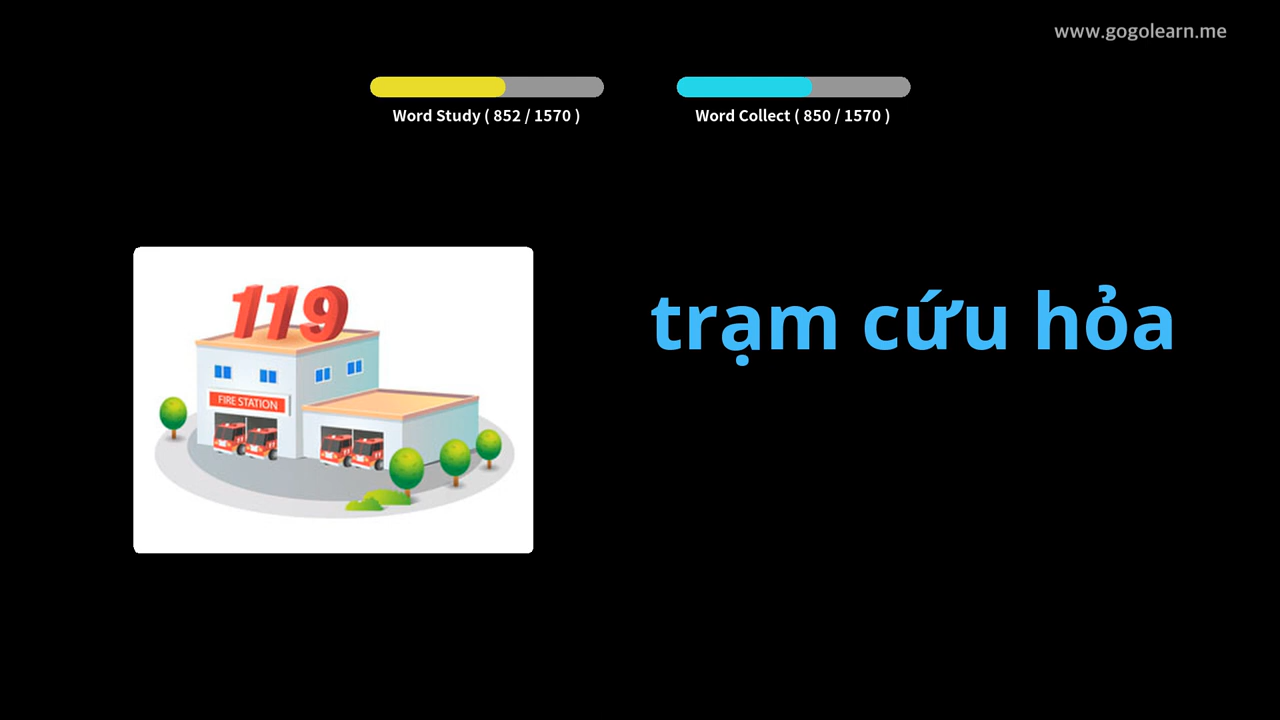 www.gogolearn.me
Word Study ( 852 / 1570 )
Word Collect ( 850 / 1570 )
119
FIRE STATION
trạm cứu hỏa